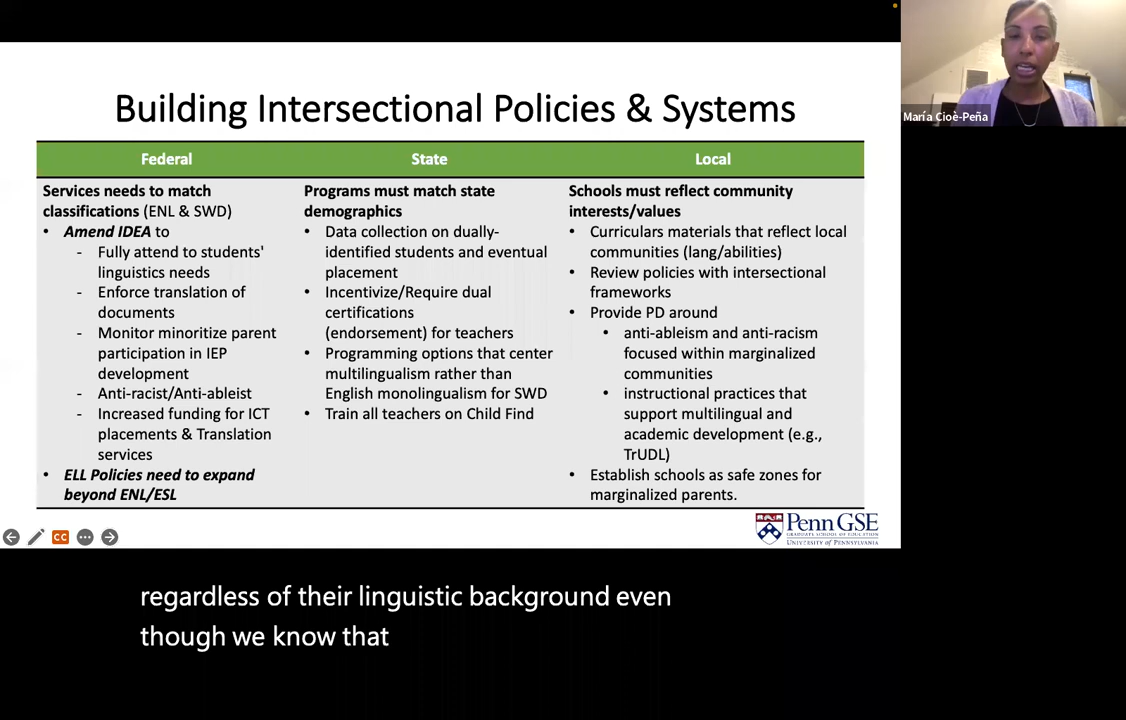 María Cioè-Peña
Building Intersectional Policies & Systems
Federal
Services needs to match
classifications (ENL & SWD)
• Amend IDEA to
- Fully attend to students'
linguistics needs
- Enforce translation of
documents
- Monitor minoritize parent
participation in IEP
development
- Anti-racist/Anti-ableist
- Increased funding for ICT
placements & Translation
services
• ELL Policies need to expand
beyond ENL/ESL
State
Programs must match state
demographics
• Data collection on dually-
identified students and eventual
placement
• Incentivize/Require dual
certifications
(endorsement) for teachers
• Programming options that center
multilingualism rather than
English monolingualism for SWD
• Train all teachers on Child Find
Local
Schools must reflect community
interests/values
• Curriculars materials that reflect local
communities (lang/abilities)
• Review policies with intersectional
frameworks
• Provide PD around
• anti-ableism and anti-racism
focused within marginalized
communities
• instructional practices that
support multilingual and
academic development (e.g.,
TrUDL)
• Establish schools as safe zones for
marginalized parents.
CC
Penn GSE
GRADUATE SCHOOL OF EDUCATION
UNIVERSITY of PENNSYLVANIA
regardless of their linguistic background even
though we know that